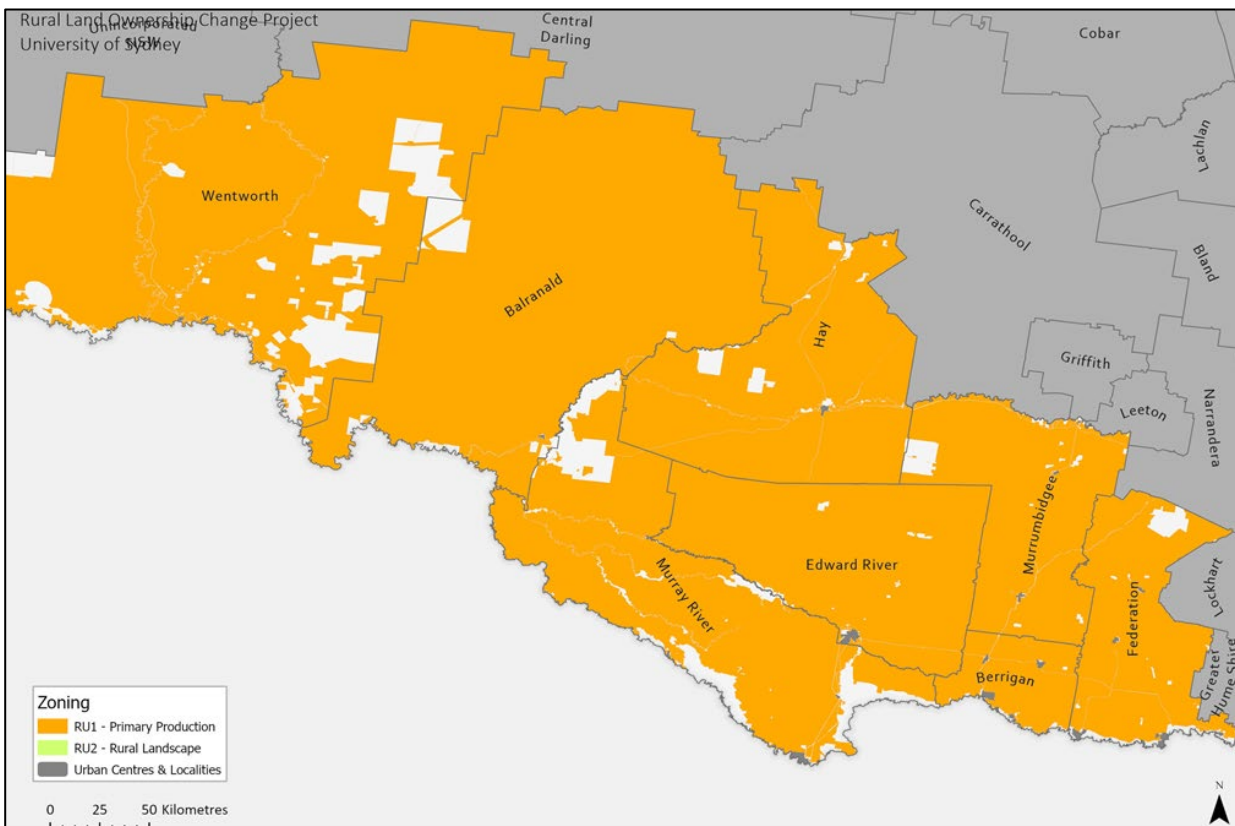 Rural Land Ownership Change Project
University of Sydney
Unincorporated
NSW
Central
Darling
Cobar
Lachlan
Wentworth
Carrathool
Bland
Balranald
Hay
Griffith
Leeton
Narrandera
Murrumbidgee
Edward River
Murray River
Federation
Lockhart
Berrigan
Greater
Hume Shire
Zoning
RU1 - Primary Production
RU2 - Rural Landscape
Urban Centres & Localities
0 25 50 Kilometres
N